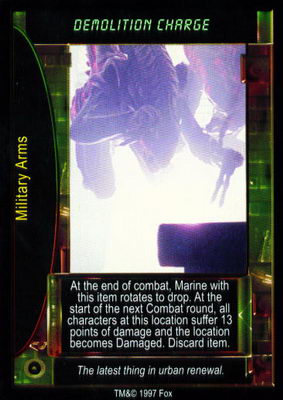 DEMOLITION CHARGE
Military Arms
At the end of combat, Marine with
this item rotates to drop. At the
start of the next Combat round, all
characters at this location suffer 13
points of damage and the location
becomes Damaged. Discard item.
The latest thing in urban renewal.
TM&© 1997 Fox